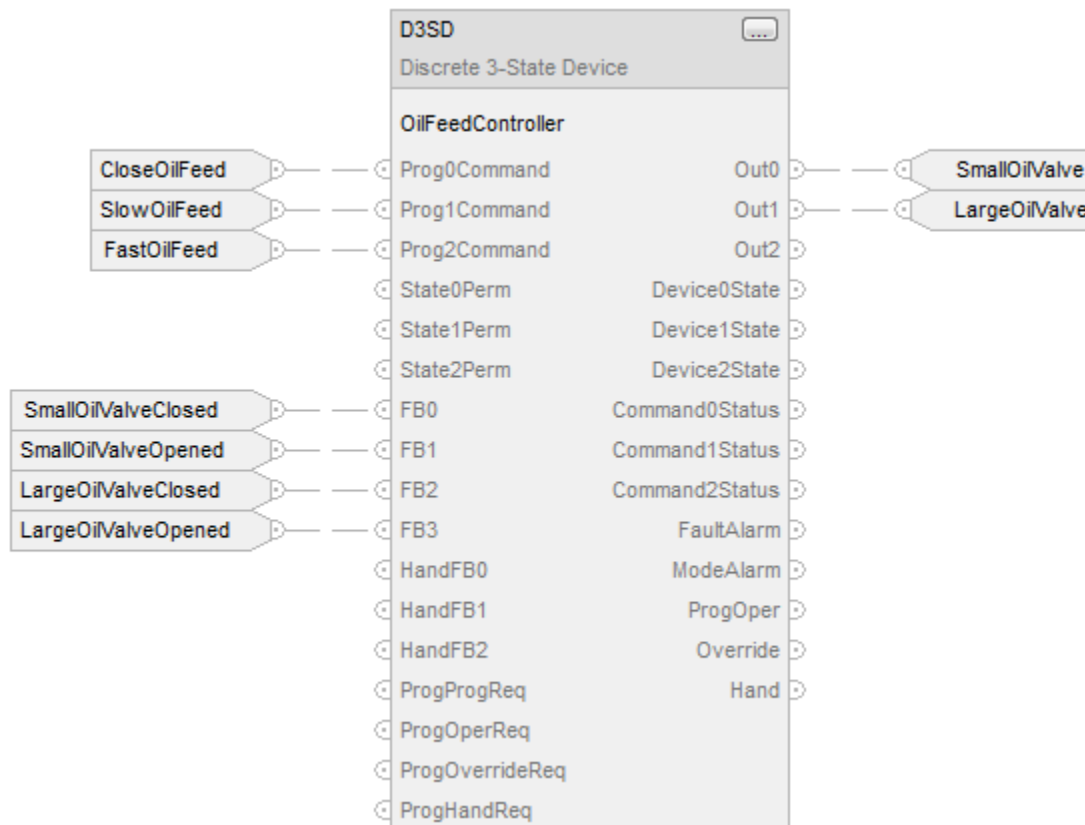 D3SD ...
Discrete 3-State Device
OilFeedController
CloseOilFeed Prog0Command Out0 SmallOilValve
SlowOilFeed Prog1Command Out1 LargeOilValve
FastOilFeed Prog2Command Out2
State0Perm Device0State
State1Perm Device1State
State2Perm Device2State
SmallOilValveClosed FB0 Command0Status
SmallOilValveOpened FB1 Command1Status
LargeOilValveClosed FB2 Command2Status
LargeOilValveOpened FB3 FaultAlarm
HandFB0 ModeAlarm
HandFB1 ProgOper
HandFB2 Override
ProgProgReq Hand
ProgOperReq
ProgOverrideReq
ProgHandReq